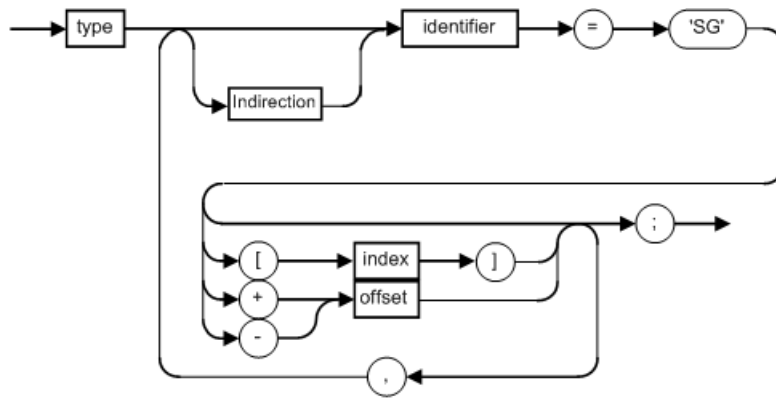 type identifier = 'SG'
Indirection
;
[ index ]
+ offset
-
,